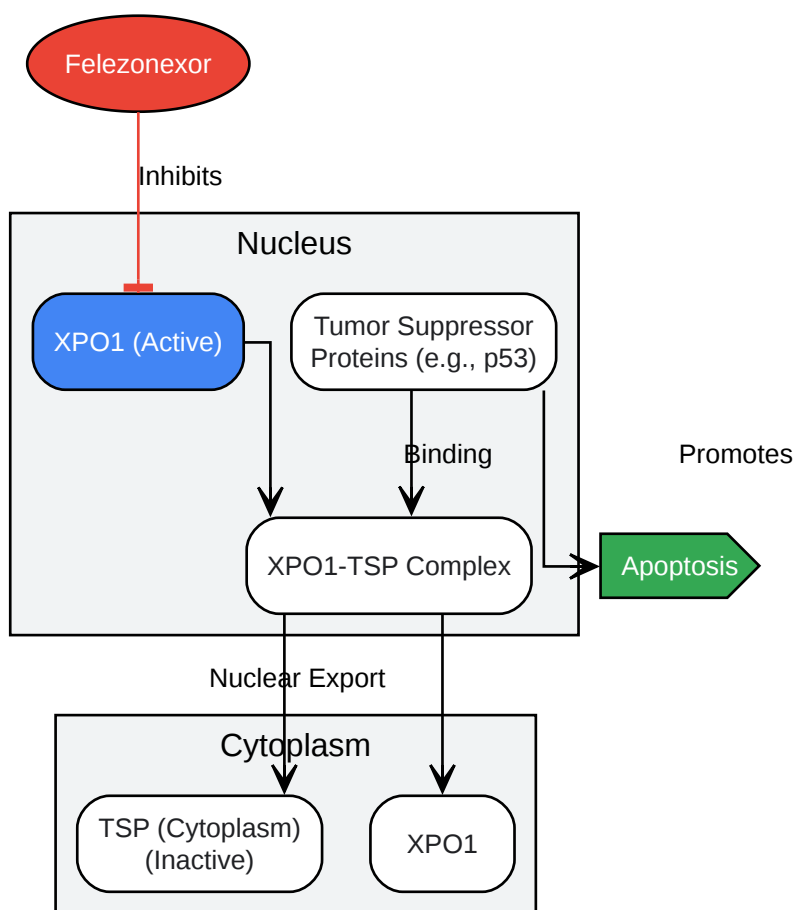 Felezonexor
Inhibits
Nucleus
XPO1 (Active)
Tumor Suppressor
Proteins (e.g., p53)
Binding
Promotes
XPO1-TSP Complex
Apoptosis
Nuclear Export
Cytoplasm
TSP (Cytoplasm)
(Inactive)
XPO1